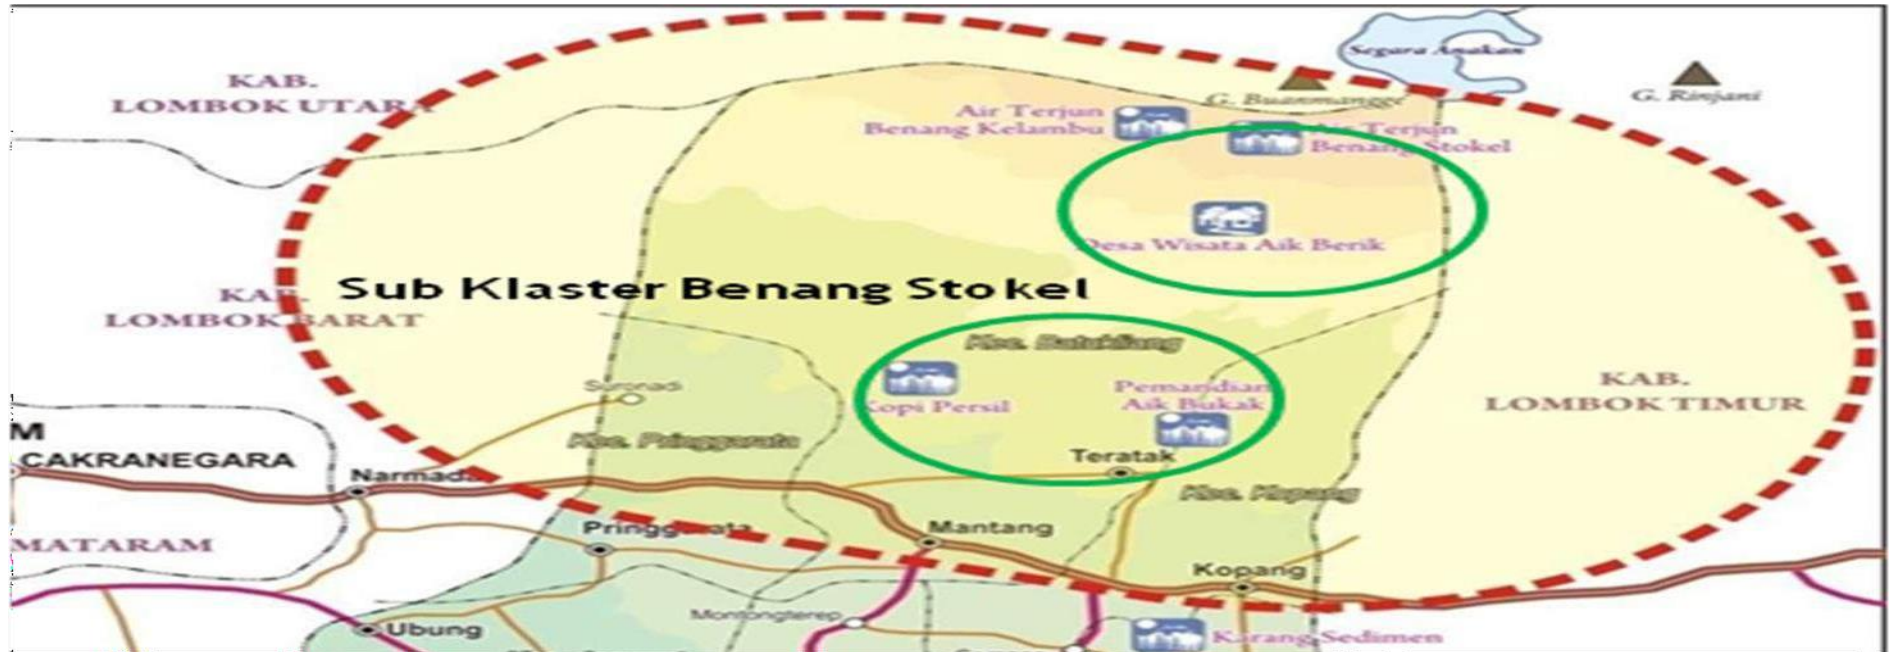 Segara Anakan
KAB.
LOMBOK UTARA
G. Rinjani
G. Buanmangge
Air Terjun
Benang Kelambu
Air Terjun
Benang Stokel
Desa Wisata Aik Berik
Sub Klaster Benang Stokel
KAB.
LOMBOK BARAT
Kec. Batukliang
Suranadi
Kopi Persil
Pemandian
Aik Bukak
KAB.
LOMBOK TIMUR
M
CAKRANEGARA
Kec. Pringgarata
Teratak
Narmada
Kec. Kopang
MATARAM
Pringgarata
Mantang
Kopang
Montongterep
Ubung
Karang Sedimen